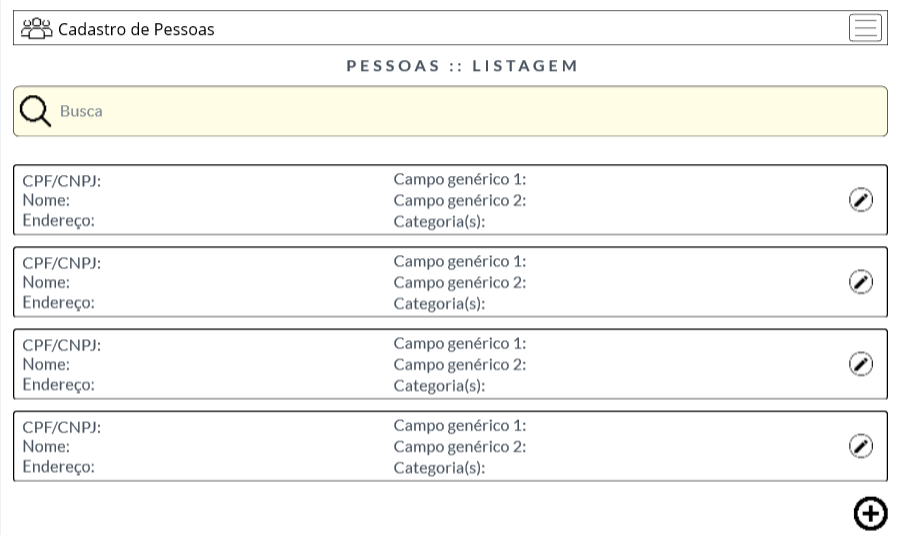 Cadastro de Pessoas
PESSOAS :: LISTAGEM
Busca
CPF/CNPJ:
Nome:
Endereço:
Campo genérico 1:
Campo genérico 2:
Categoria(s):
CPF/CNPJ:
Nome:
Endereço:
Campo genérico 1:
Campo genérico 2:
Categoria(s):
CPF/CNPJ:
Nome:
Endereço:
Campo genérico 1:
Campo genérico 2:
Categoria(s):
CPF/CNPJ:
Nome:
Endereço:
Campo genérico 1:
Campo genérico 2:
Categoria(s):